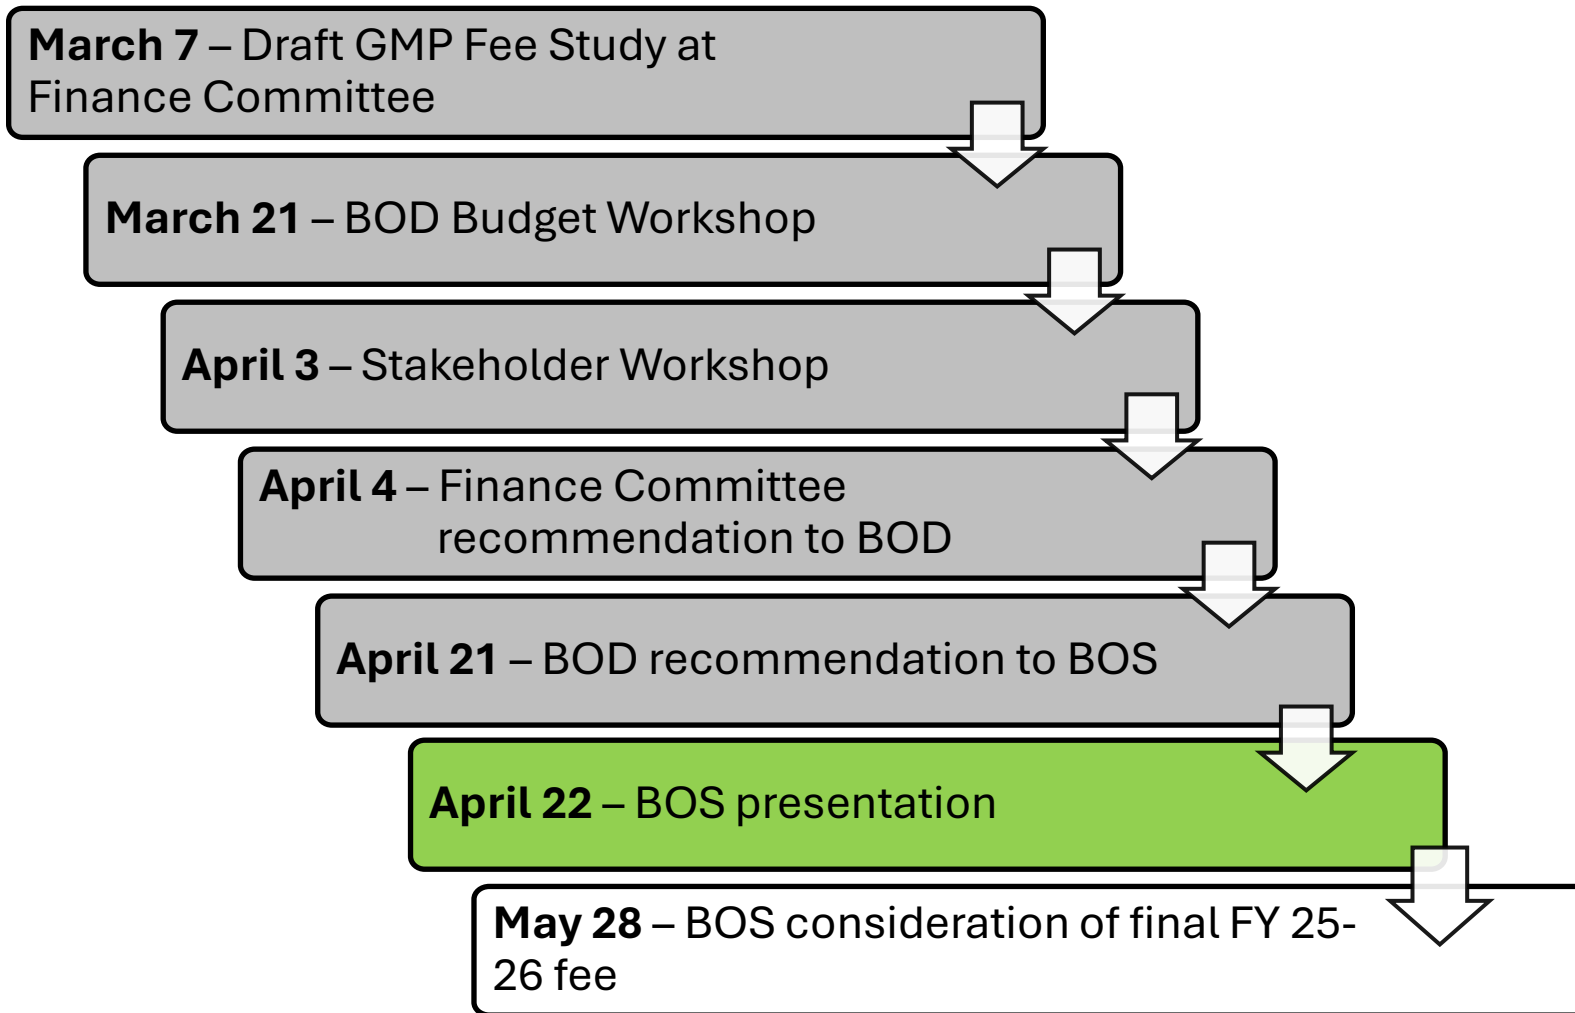 March 7 – Draft GMP Fee Study at
Finance Committee
March 21 – BOD Budget Workshop
April 3 – Stakeholder Workshop
April 4 – Finance Committee
recommendation to BOD
April 21 – BOD recommendation to BOS
April 22 – BOS presentation
May 28 – BOS consideration of final FY 25-
26 fee